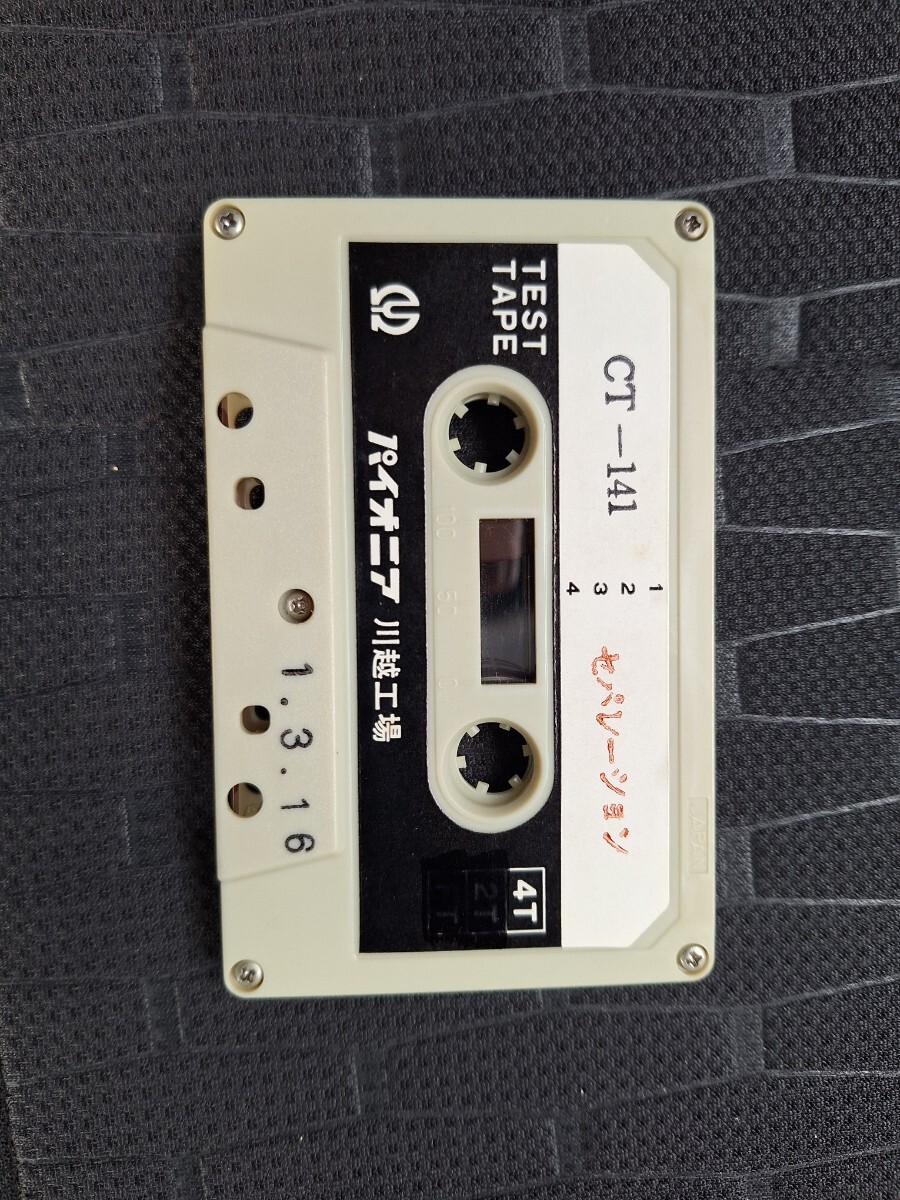 CT-141
セパレーション
1
2
3
4
TEST
TAPE
4T
2T
100 50 0
パイオニア 川越工場
1.3.16
JAPAN